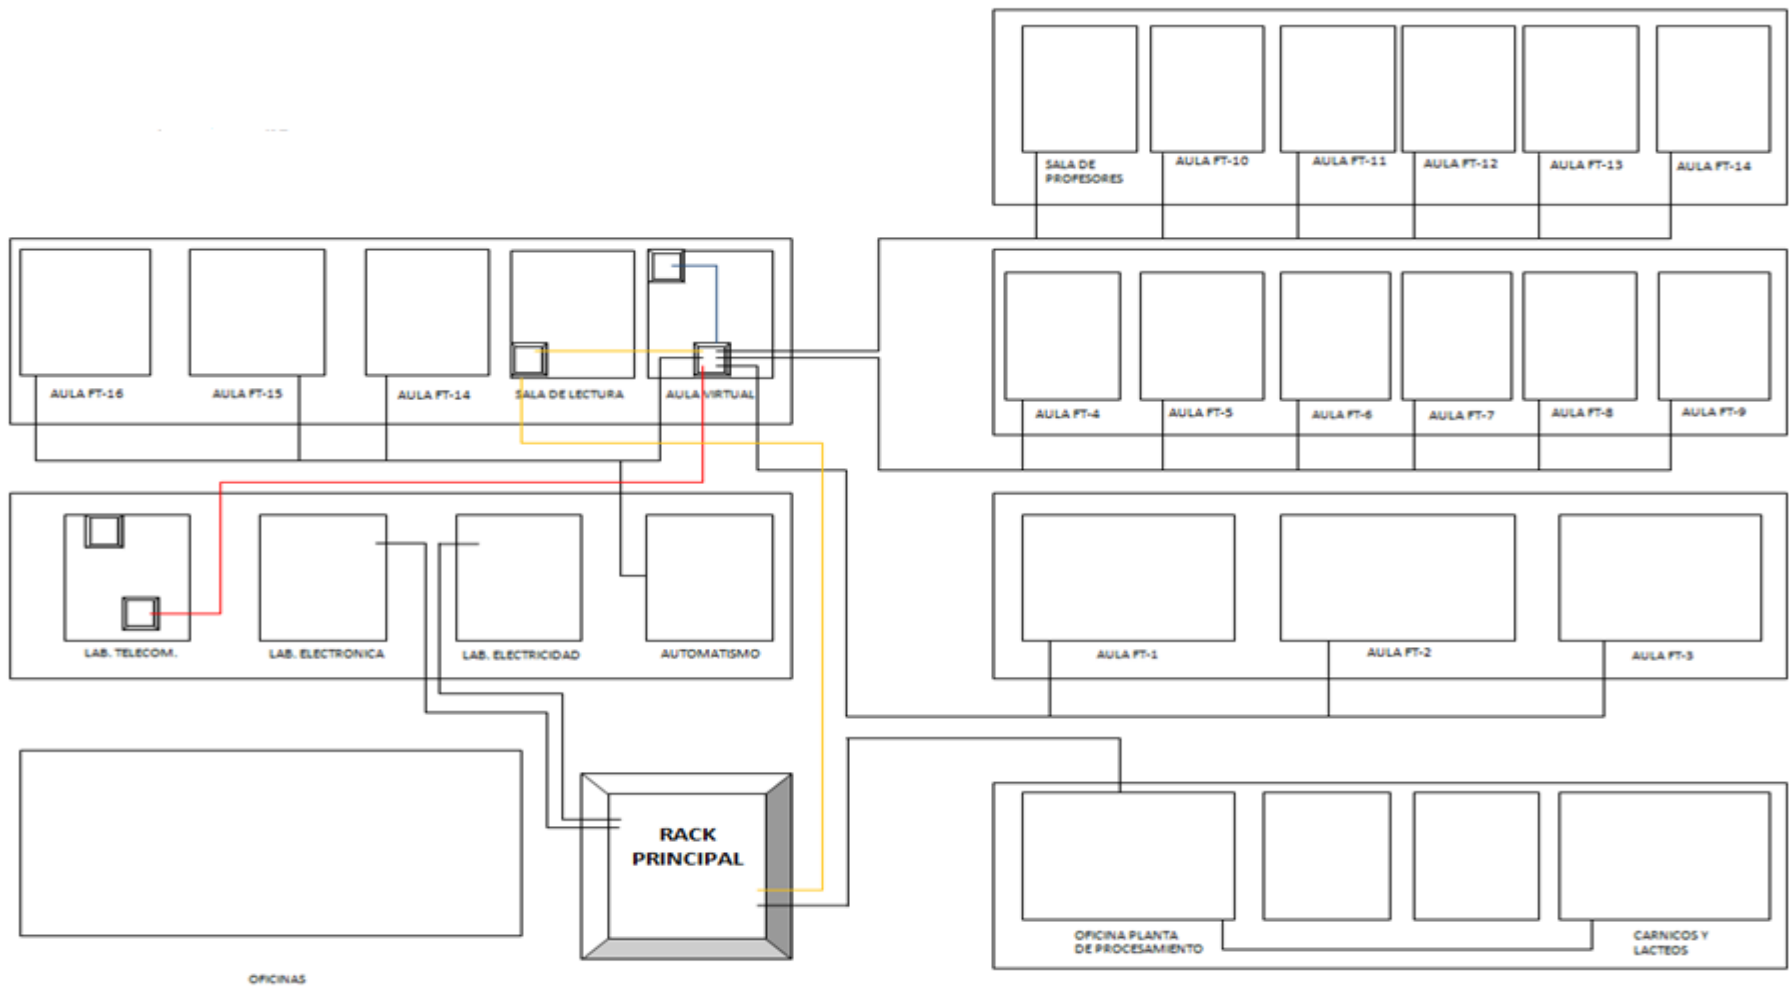 SALA DE
PROFESORES
AULA FT-10
AULA FT-11
AULA FT-12
AULA FT-13
AULA FT-14
AULA FT-16
AULA FT-15
AULA FT-14
SALA DE LECTURA
AULA VIRTUAL
AULA FT-4
AULA FT-5
AULA FT-6
AULA FT-7
AULA FT-8
AULA FT-9
LAB. TELECOM.
LAB. ELECTRONICA
LAB. ELECTRICIDAD
AUTOMATISMO
AULA FT-1
AULA FT-2
AULA FT-3
RACK
PRINCIPAL
OFICINA PLANTA
DE PROCESAMIENTO
CARNICOS Y
LACTEOS
OFICINAS